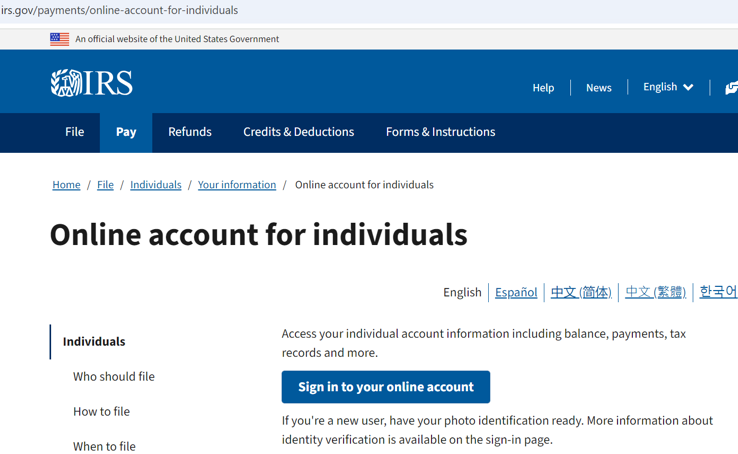 irs.gov/payments/online-account-for-individuals
An official website of the United States Government
IRS
Help News English
File Pay Refunds Credits & Deductions Forms & Instructions
Home / File / Individuals / Your information / Online account for individuals
Online account for individuals
English Español 中文 (简体) 中文 (繁體) 한국어
Individuals
Who should file
How to file
When to file
Access your individual account information including balance, payments, tax
records and more.
Sign in to your online account
If you're a new user, have your photo identification ready. More information about
identity verification is available on the sign-in page.